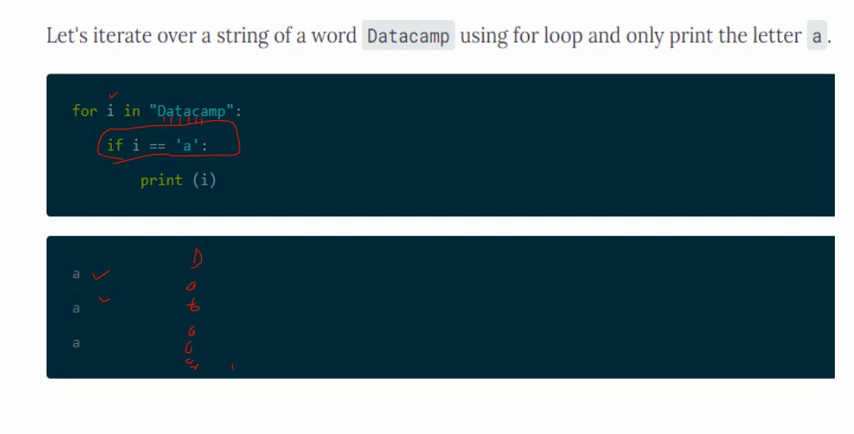 Let's iterate over a string of a word Datacamp using for loop and only print the letter a.
for i in "Datacamp":
if i == 'a':
print (i)
a
a
a
D
a
t
a
c
a